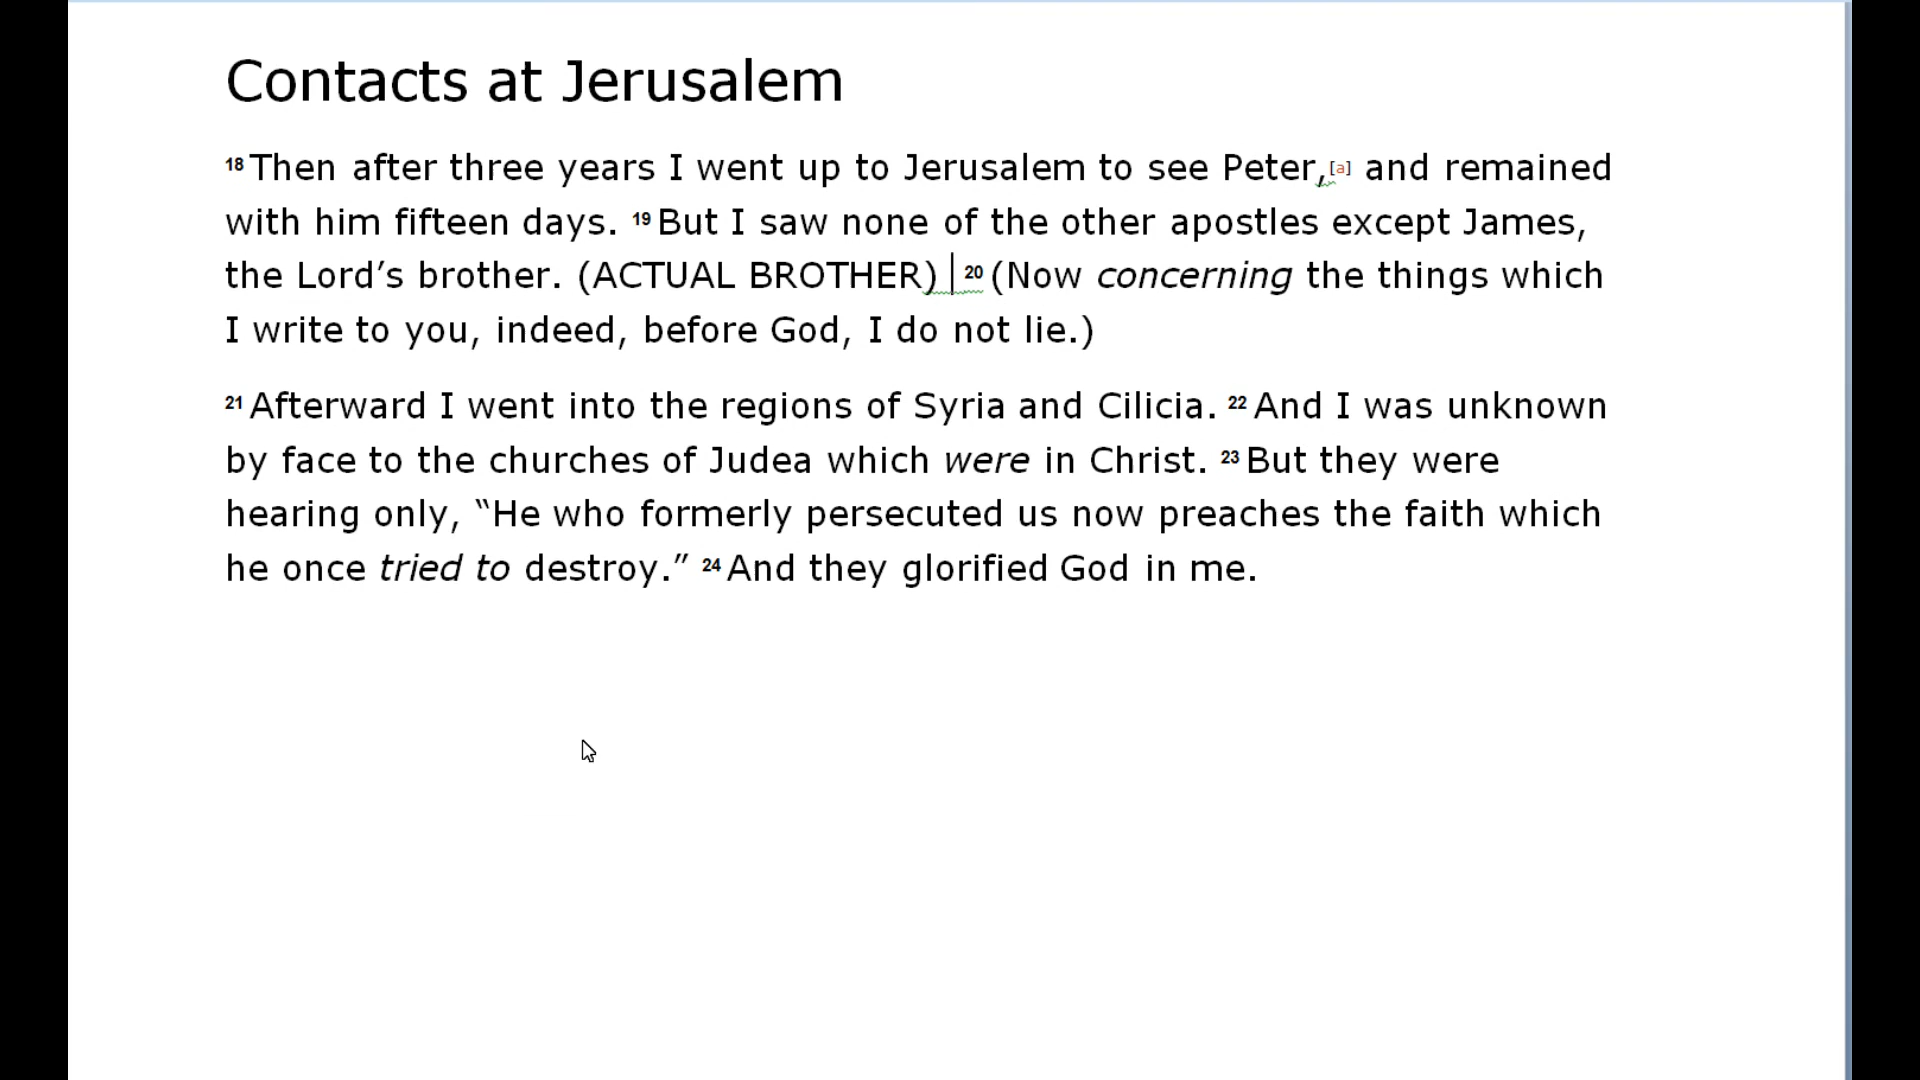 Contacts at Jerusalem
18 Then after three years I went up to Jerusalem to see Peter,[a] and remained
with him fifteen days. 19 But I saw none of the other apostles except James,
the Lord’s brother. (ACTUAL BROTHER) 20 (Now concerning the things which
I write to you, indeed, before God, I do not lie.)
21 Afterward I went into the regions of Syria and Cilicia. 22 And I was unknown
by face to the churches of Judea which were in Christ. 23 But they were
hearing only, “He who formerly persecuted us now preaches the faith which
he once tried to destroy.” 24 And they glorified God in me.